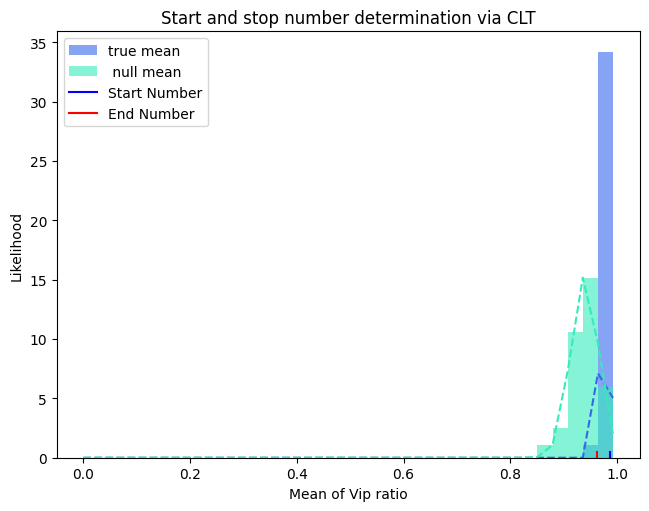 Start and stop number determination via CLT
true mean
null mean
Start Number
End Number
Likelihood
35
30
25
20
15
10
5
0
0.0 0.2 0.4 0.6 0.8 1.0
Mean of Vip ratio